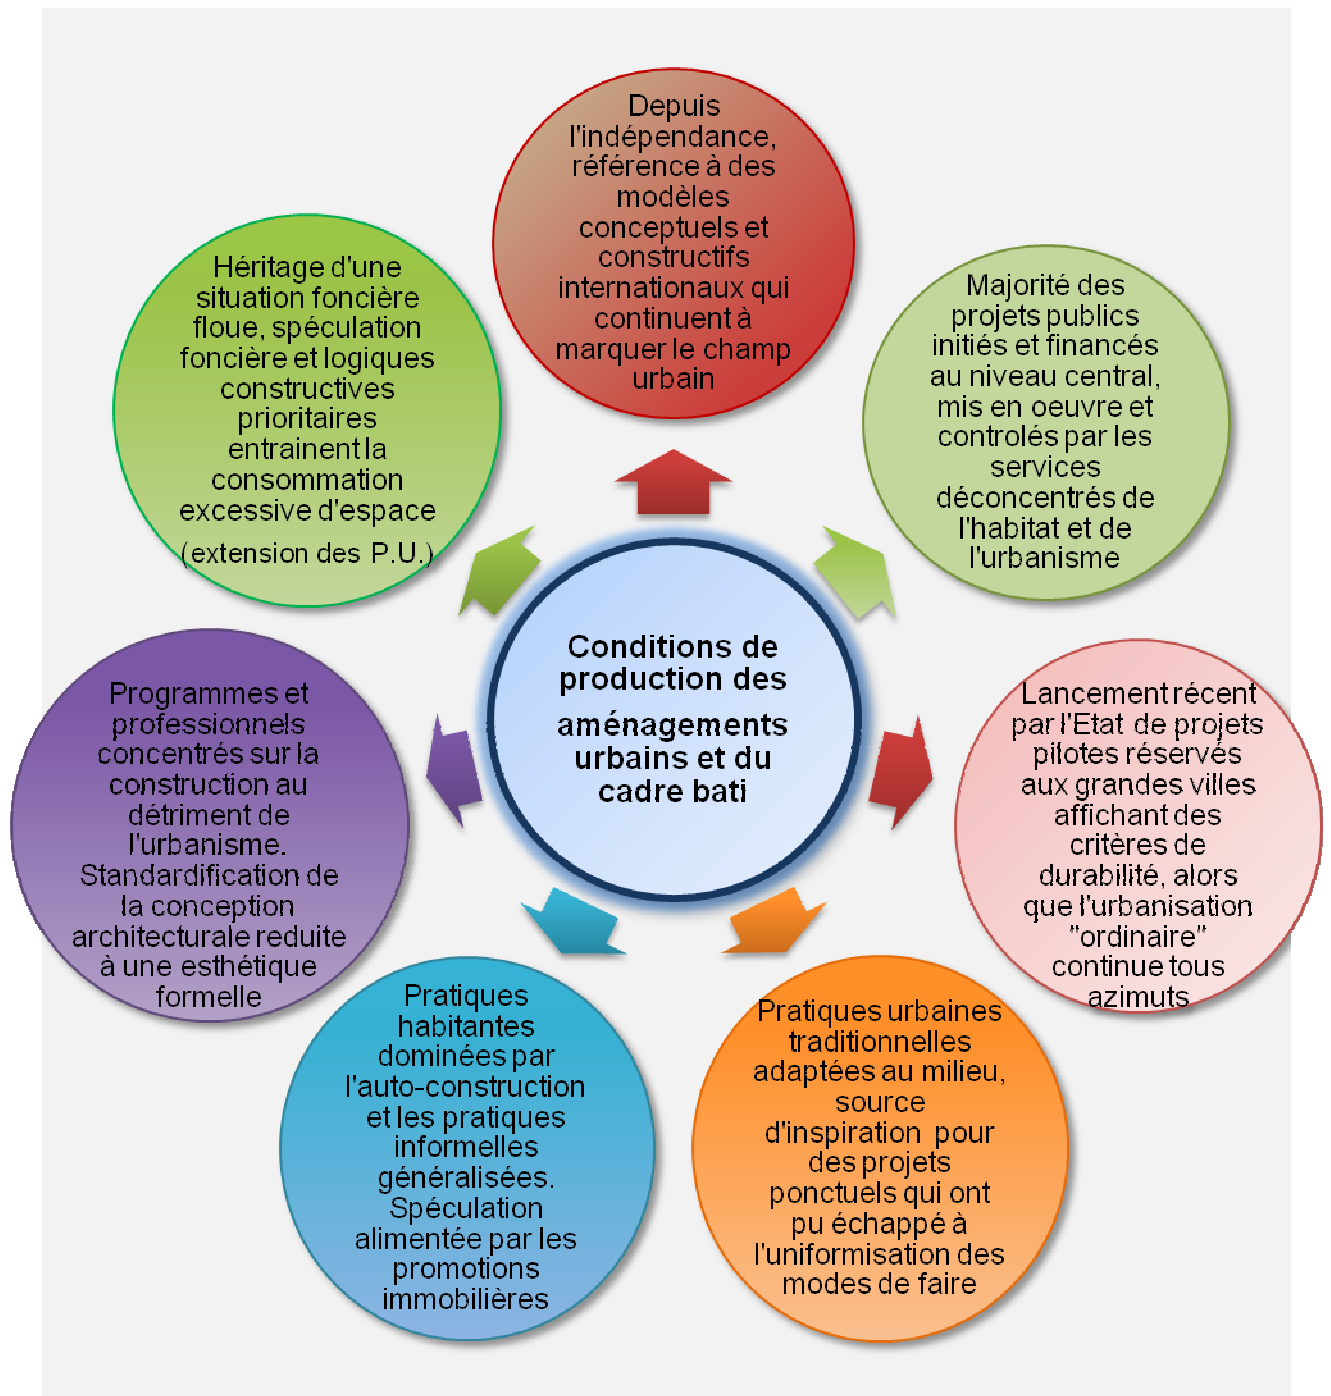 Depuis
l'indépendance,
référence à des
modèles
conceptuels et
constructifs
internationaux qui
continuent à
marquer le champ
urbain
Majorité des
projets publics
initiés et financés
au niveau central,
mis en oeuvre et
controlés par les
services
déconcentrés de
l'habitat et de
l'urbanisme
Lancement récent
par l'Etat de projets
pilotes réservés
aux grandes villes
affichant des
critères de
durabilité, alors
que l'urbanisation
"ordinaire"
continue tous
azimuts
Pratiques urbaines
traditionnelles
adaptées au milieu,
source
d'inspiration pour
des projets
ponctuels qui ont
pu échappé à
l'uniformisation des
modes de faire
Pratiques
habitantes
dominées par
l'auto-construction
et les pratiques
informelles
généralisées.
Spéculation
alimentée par les
promotions
immobilières
Programmes et
professionnels
concentrés sur la
construction au
détriment de
l'urbanisme.
Standardification de
la conception
architecturale reduite
à une esthétique
formelle
Héritage d'une
situation foncière
floue, spéculation
foncière et logiques
constructives
prioritaires
entrainent la
consommation
excessive d'espace
(extension des P.U.)
Conditions de
production des
aménagements
urbains et du
cadre bati